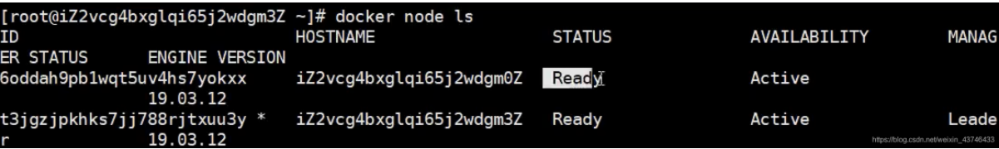 [root@iZ2vcg4bxglqi65j2wdgm3Z ~]# docker node ls
ID HOSTNAME STATUS AVAILABILITY MANAG
ER STATUS ENGINE VERSION
6oddah9pb1wqt5uv4hs7yokxx iZ2vcg4bxglqi65j2wdgm0Z Ready Active
19.03.12
t3jgzjpkhks7jj788rjtxuu3y * iZ2vcg4bxglqi65j2wdgm3Z Ready Active Leade
r 19.03.12
https://blog.csdn.net/weixin_43746433